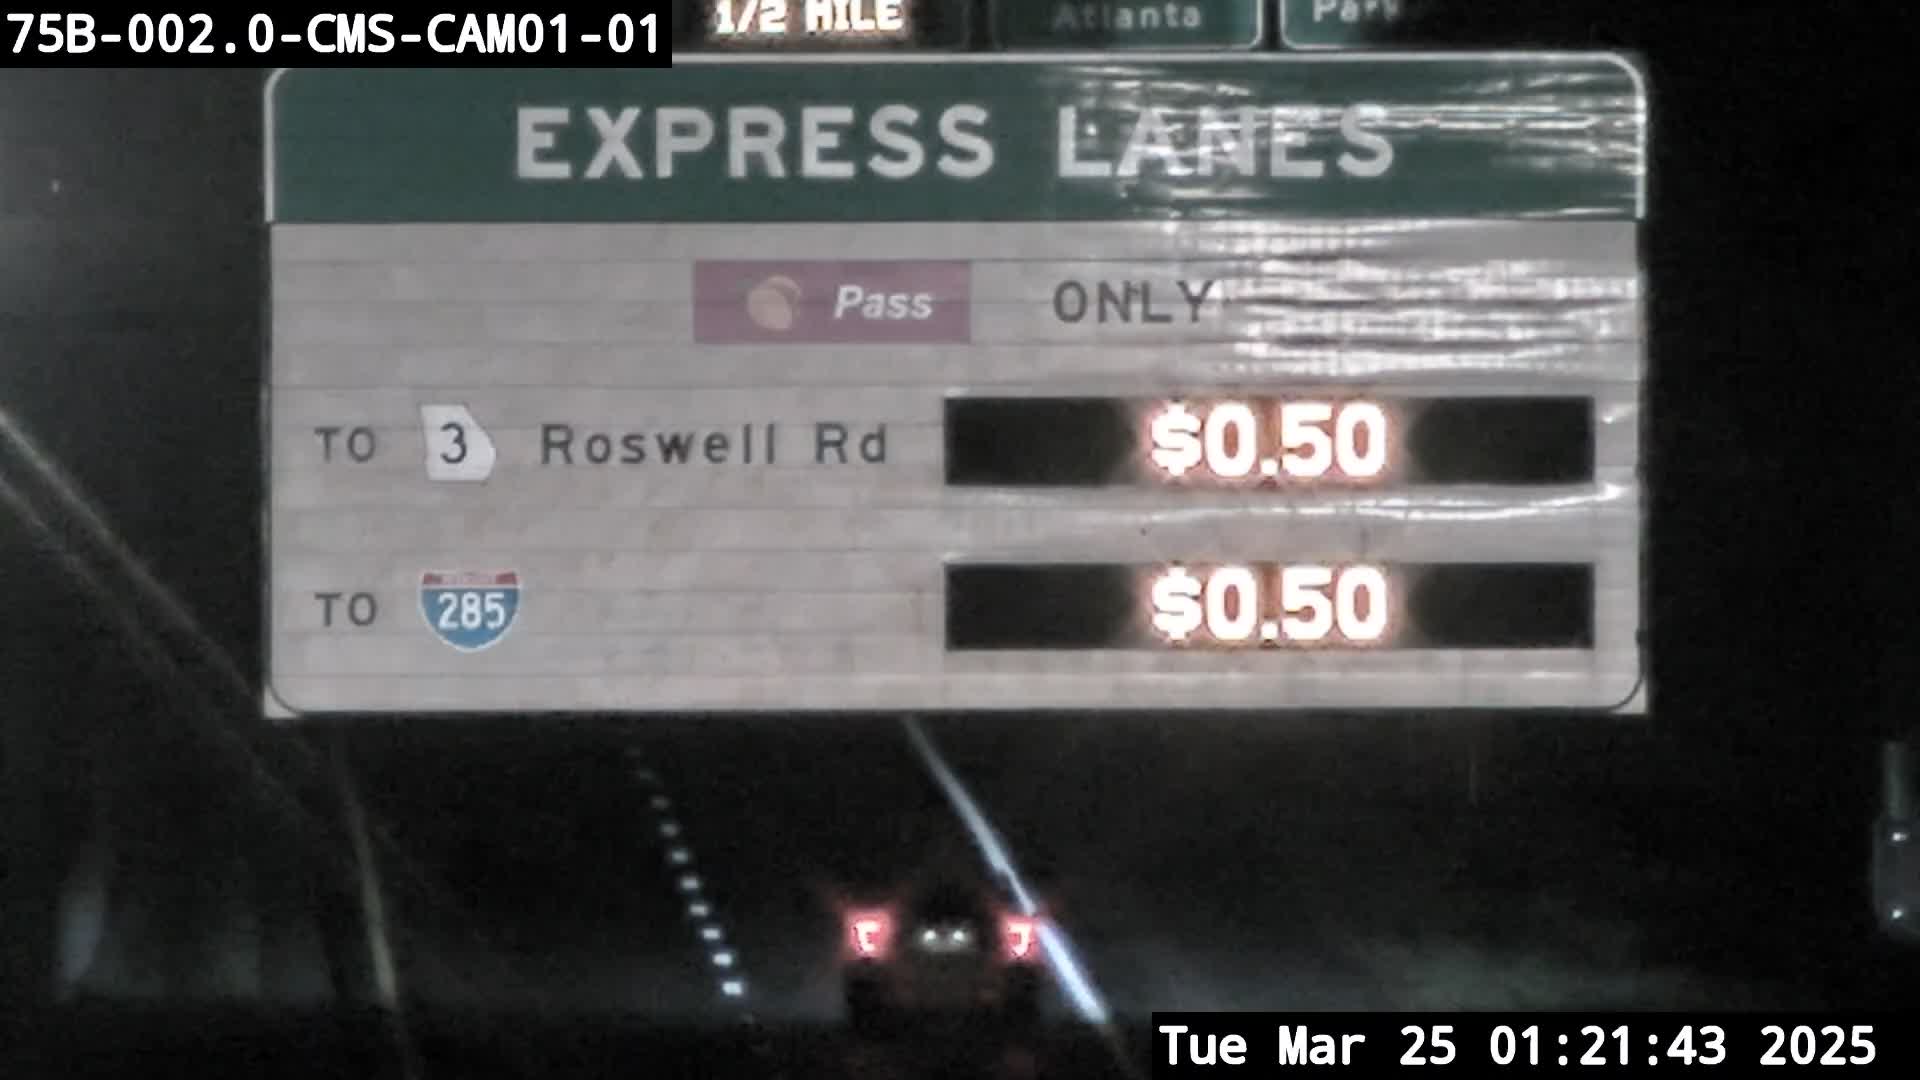 75B-002.0-CMS-CAM01-01
1/2 MILE
Atlanta
EXPRESS LANES
Pass ONLY
TO 3 Roswell Rd $0.50
TO 285 $0.50
Tue Mar 25 01:21:43 2025